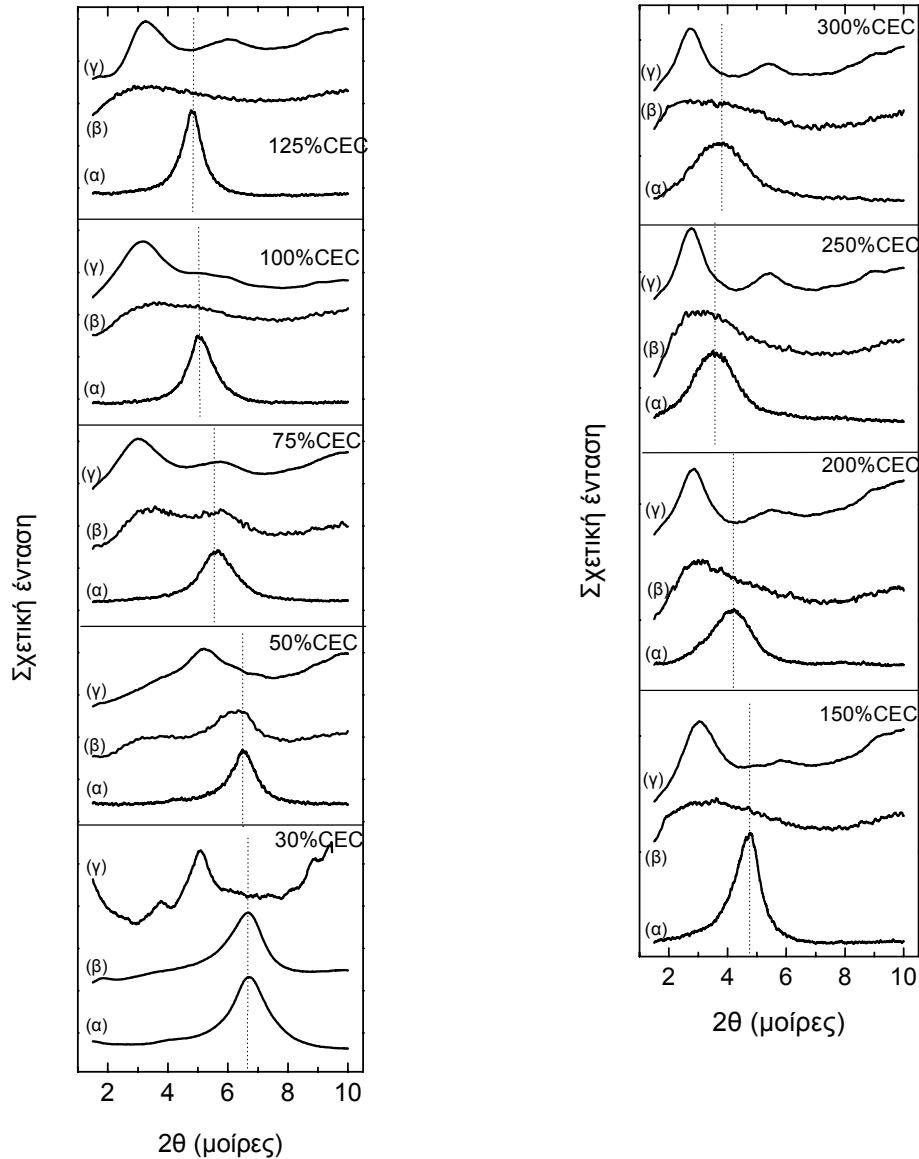 (γ)
(β)
125%CEC
(α)
100%CEC
(γ)
(β)
(α)
75%CEC
(γ)
(β)
(α)
50%CEC
(γ)
(β)
(α)
30%CEC
(γ)
(β)
(α)
2 4 6 8 10
2θ (μοίρες)
Σχετική ένταση
300%CEC
(γ)
(β)
(α)
250%CEC
(γ)
(β)
(α)
200%CEC
(γ)
(β)
(α)
150%CEC
(γ)
(β)
(α)
2 4 6 8 10
2θ (μοίρες)
Σχετική ένταση